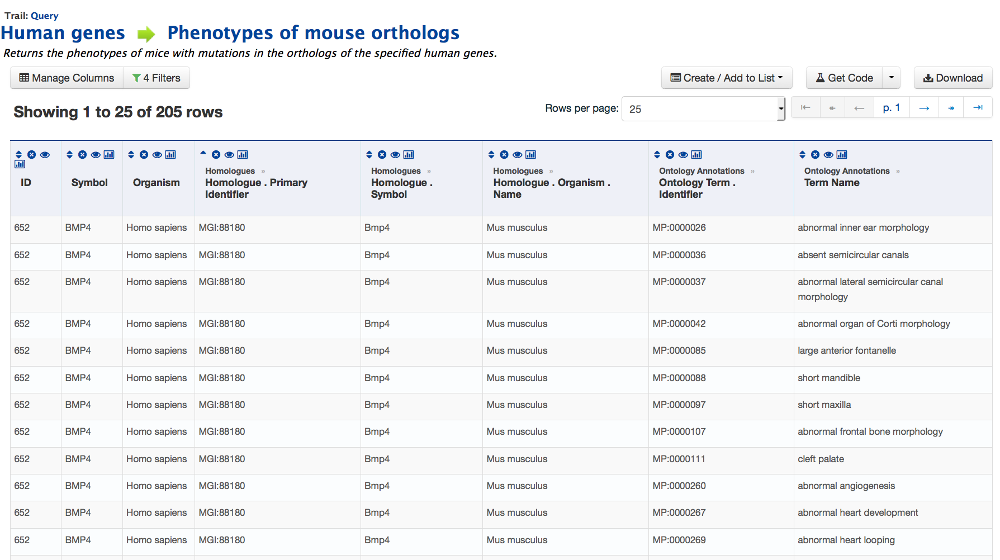 Trail: Query
Human genes Phenotypes of mouse orthologs
Returns the phenotypes of mice with mutations in the orthologs of the specified human genes.
Manage Columns 4 Filters Create / Add to List Get Code Download
Showing 1 to 25 of 205 rows Rows per page: 25 p. 1
Homologues » Homologues » Homologues » Ontology Annotations » Ontology Annotations »
ID Symbol Organism Homologue . Primary Homologue . Homologue . Organism . Ontology Term . Term Name
Identifier Symbol Name Identifier
652 BMP4 Homo sapiens MGI:88180 Bmp4 Mus musculus MP:0000026 abnormal inner ear morphology
652 BMP4 Homo sapiens MGI:88180 Bmp4 Mus musculus MP:0000036 absent semicircular canals
652 BMP4 Homo sapiens MGI:88180 Bmp4 Mus musculus MP:0000037 abnormal lateral semicircular canal
morphology
652 BMP4 Homo sapiens MGI:88180 Bmp4 Mus musculus MP:0000042 abnormal organ of Corti morphology
652 BMP4 Homo sapiens MGI:88180 Bmp4 Mus musculus MP:0000085 large anterior fontanelle
652 BMP4 Homo sapiens MGI:88180 Bmp4 Mus musculus MP:0000088 short mandible
652 BMP4 Homo sapiens MGI:88180 Bmp4 Mus musculus MP:0000097 short maxilla
652 BMP4 Homo sapiens MGI:88180 Bmp4 Mus musculus MP:0000107 abnormal frontal bone morphology
652 BMP4 Homo sapiens MGI:88180 Bmp4 Mus musculus MP:0000111 cleft palate
652 BMP4 Homo sapiens MGI:88180 Bmp4 Mus musculus MP:0000260 abnormal angiogenesis
652 BMP4 Homo sapiens MGI:88180 Bmp4 Mus musculus MP:0000267 abnormal heart development
652 BMP4 Homo sapiens MGI:88180 Bmp4 Mus musculus MP:0000269 abnormal heart looping